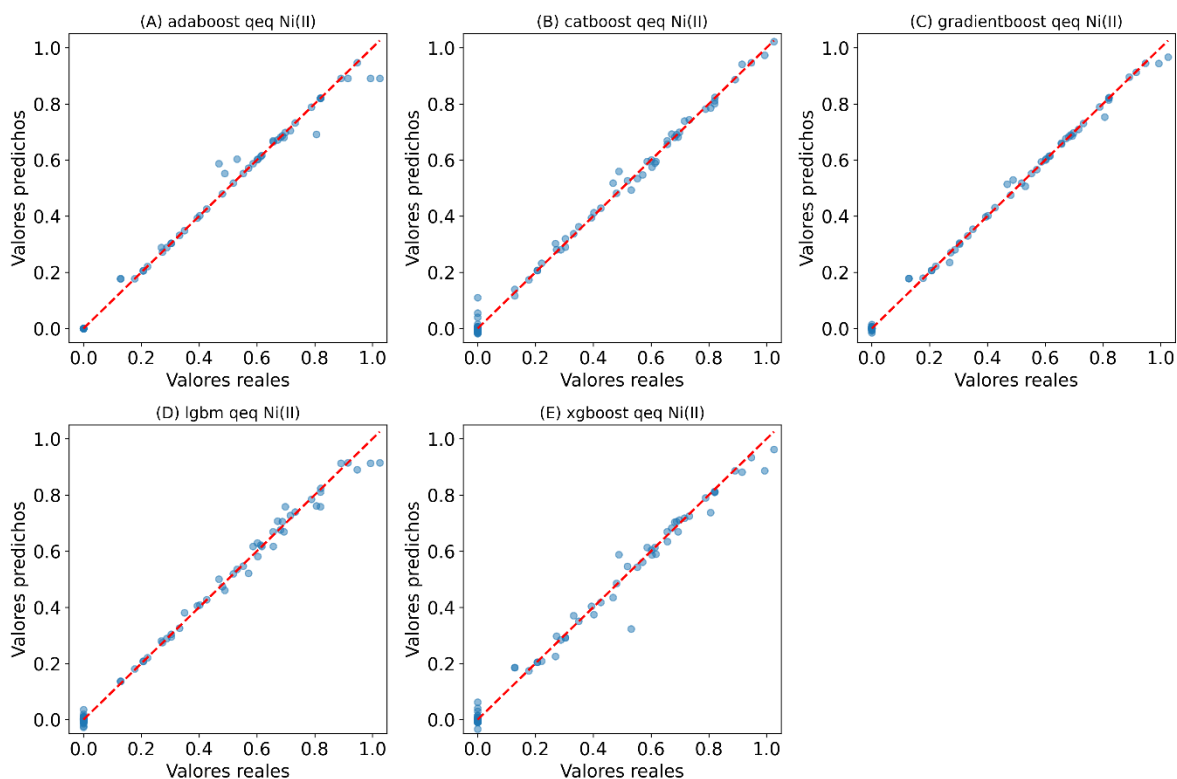 (A) adaboost qeq Ni(II)
Valores predichos
1.0
0.8
0.6
0.4
0.2
0.0
0.0 0.2 0.4 0.6 0.8 1.0
Valores reales
(B) catboost qeq Ni(II)
Valores predichos
1.0
0.8
0.6
0.4
0.2
0.0
0.0 0.2 0.4 0.6 0.8 1.0
Valores reales
(C) gradientboost qeq Ni(II)
Valores predichos
1.0
0.8
0.6
0.4
0.2
0.0
0.0 0.2 0.4 0.6 0.8 1.0
Valores reales
(D) lgbm qeq Ni(II)
Valores predichos
1.0
0.8
0.6
0.4
0.2
0.0
0.0 0.2 0.4 0.6 0.8 1.0
Valores reales
(E) xgboost qeq Ni(II)
Valores predichos
1.0
0.8
0.6
0.4
0.2
0.0
0.0 0.2 0.4 0.6 0.8 1.0
Valores reales